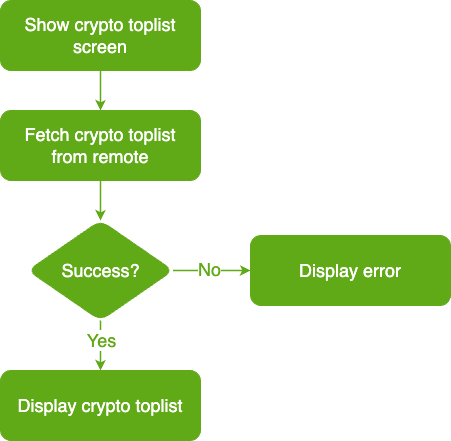 Show crypto toplist
screen
Fetch crypto toplist
from remote
Success?
No
Display error
Yes
Display crypto toplist